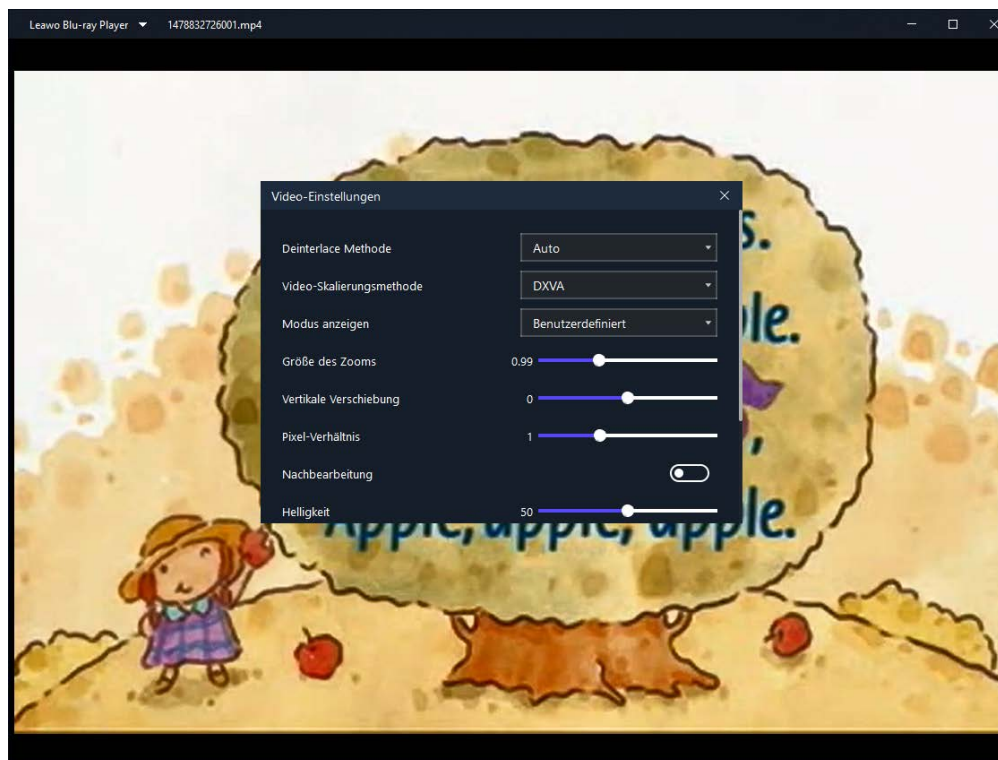 Leawo Blu-ray Player 1478832726001.mp4
Video-Einstellungen
Deinterlace Methode Auto
Video-Skalierungsmethode DXVA
Modus anzeigen Benutzerdefiniert
Größe des Zooms 0.99
Vertikale Verschiebung 0
Pixel-Verhältnis 1
Nachbearbeitung
Helligkeit 50
Apple, apple, apple.